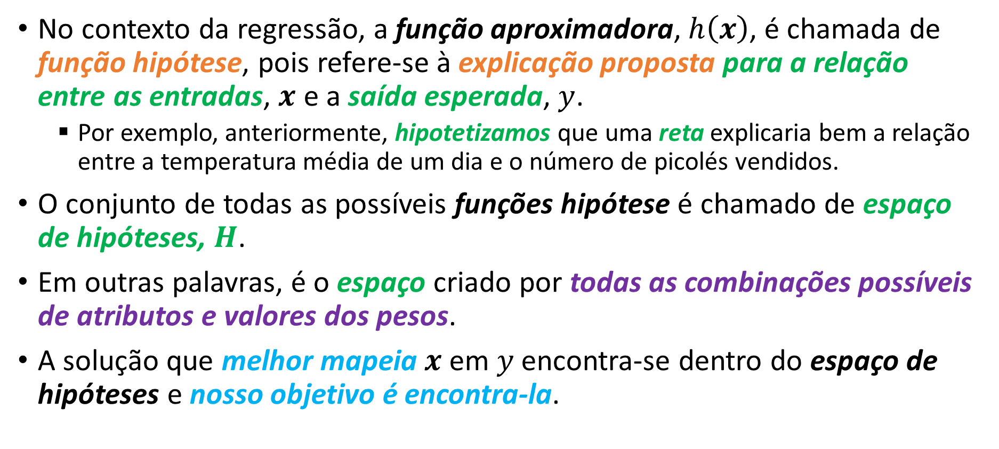 • No contexto da regressão, a função aproximadora, h(x), é chamada de
função hipótese, pois refere-se à explicação proposta para a relação
entre as entradas, x e a saída esperada, y.
▪ Por exemplo, anteriormente, hipotetizamos que uma reta explicaria bem a relação
entre a temperatura média de um dia e o número de picolés vendidos.
• O conjunto de todas as possíveis funções hipótese é chamado de espaço
de hipóteses, H.
• Em outras palavras, é o espaço criado por todas as combinações possíveis
de atributos e valores dos pesos.
• A solução que melhor mapeia x em y encontra-se dentro do espaço de
hipóteses e nosso objetivo é encontra-la.